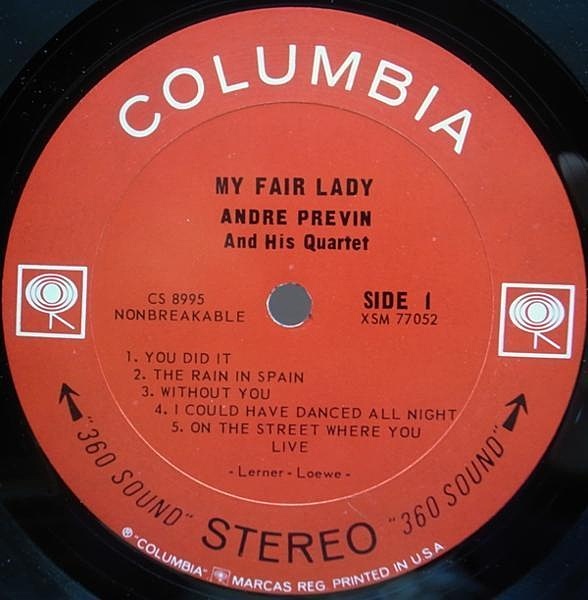 COLUMBIA
MY FAIR LADY
ANDRE PREVIN
And His Quartet
CS 8995
NONBREAKABLE
SIDE 1
XSM 77052
1. YOU DID IT
2. THE RAIN IN SPAIN
3. WITHOUT YOU
4. I COULD HAVE DANCED ALL NIGHT
5. ON THE STREET WHERE YOU
LIVE
- Lerner - Loewe -
"360 SOUND" STEREO "360 SOUND"
℗ "COLUMBIA" MARCAS REG. PRINTED IN U.S.A.